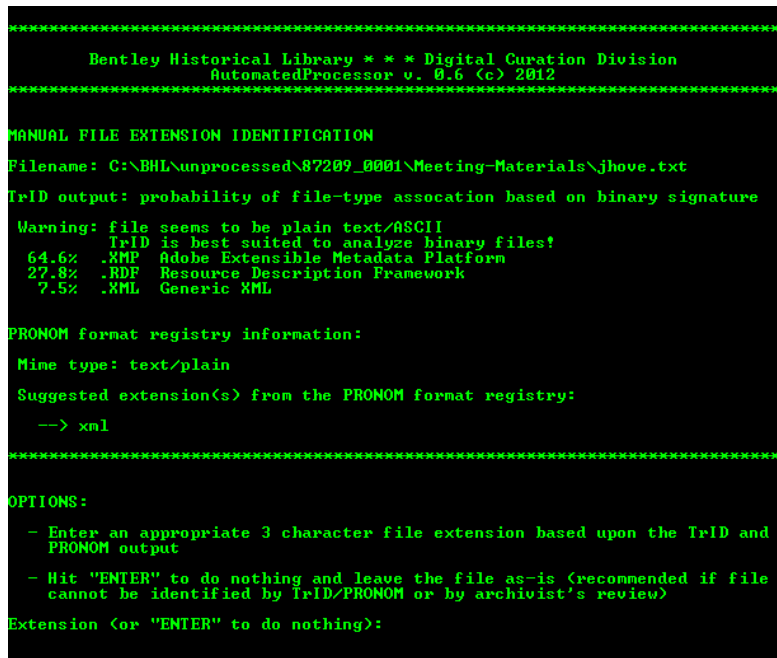 ********************************************************************************
Bentley Historical Library * * * Digital Curation Division
AutomatedProcessor v. 0.6 (c) 2012
********************************************************************************
MANUAL FILE EXTENSION IDENTIFICATION
Filename: C:\BHL\unprocessed\87209_0001\Meeting-Materials\jhove.txt
TrID output: probability of file-type assocation based on binary signature
Warning: file seems to be plain text/ASCII
TrID is best suited to analyze binary files!
64.6% .XMP Adobe Extensible Metadata Platform
27.8% .RDF Resource Description Framework
7.5% .XML Generic XML
PRONOM format registry information:
Mime type: text/plain
Suggested extension(s) from the PRONOM format registry:
--> xml
********************************************************************************
OPTIONS:
- Enter an appropriate 3 character file extension based upon the TrID and
PRONOM output
- Hit "ENTER" to do nothing and leave the file as-is (recommended if file
cannot be identified by TrID/PRONOM or by archivist's review)
Extension (or "ENTER" to do nothing):